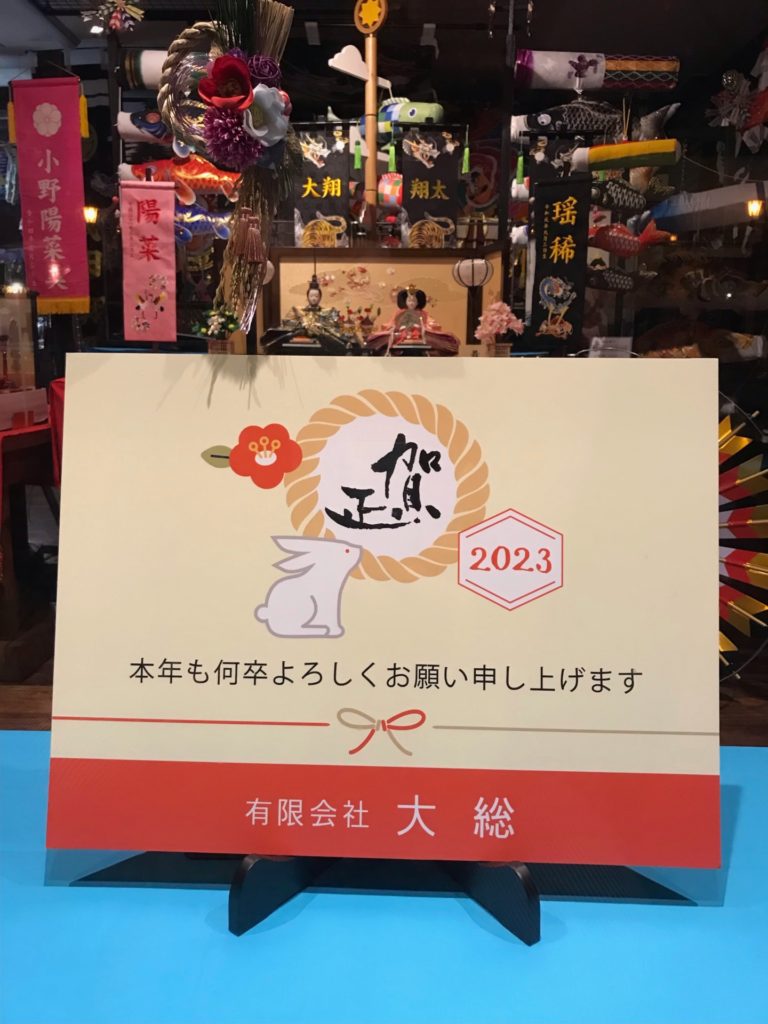 小野陽菜
陽菜
大翔
翔太
瑶稀
賀正
2023
本年も何卒よろしくお願い申し上げます
有限会社 大総